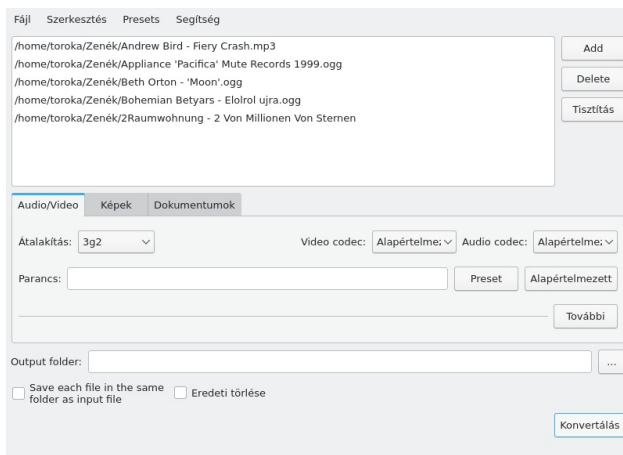 Fájl Szerkesztés Presets Segítség
/home/toroka/Zenék/Andrew Bird - Fiery Crash.mp3
/home/toroka/Zenék/Appliance 'Pacifica' Mute Records 1999.ogg
/home/toroka/Zenék/Beth Orton - 'Moon'.ogg
/home/toroka/Zenék/Bohemian Betyars - Elolrol ujra.ogg
/home/toroka/Zenék/2Raumwohnung - 2 Von Millionen Von Sternen
Add
Delete
Tisztítás
Audio/Video Képek Dokumentumok
Átalakítás: 3g2 Video codec: Alapértelmez Audio codec: Alapértelmez
Parancs: Preset Alapértelmezett
További
Output folder: ...
Save each file in the same
folder as input file
Eredeti törlése
Konvertálás